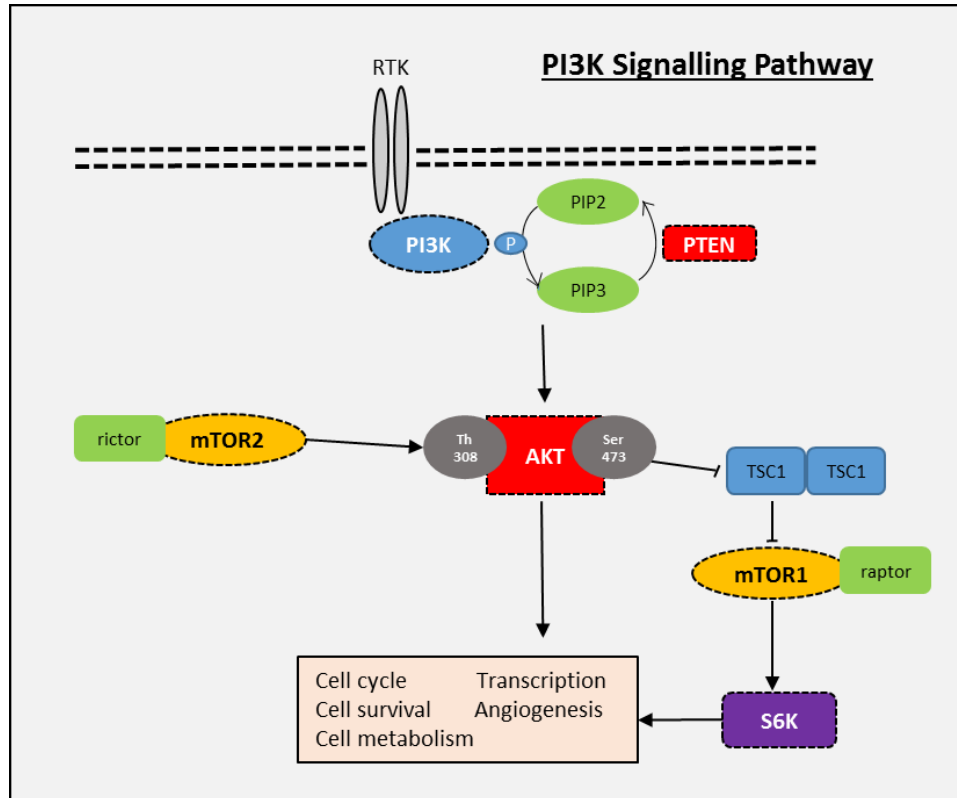 PI3K Signalling Pathway
RTK
PIP2
PI3K
P
PTEN
PIP3
rictor
mTOR2
Th
308
AKT
Ser
473
TSC1
TSC1
mTOR1
raptor
Cell cycle Transcription
Cell survival Angiogenesis
Cell metabolism
S6K